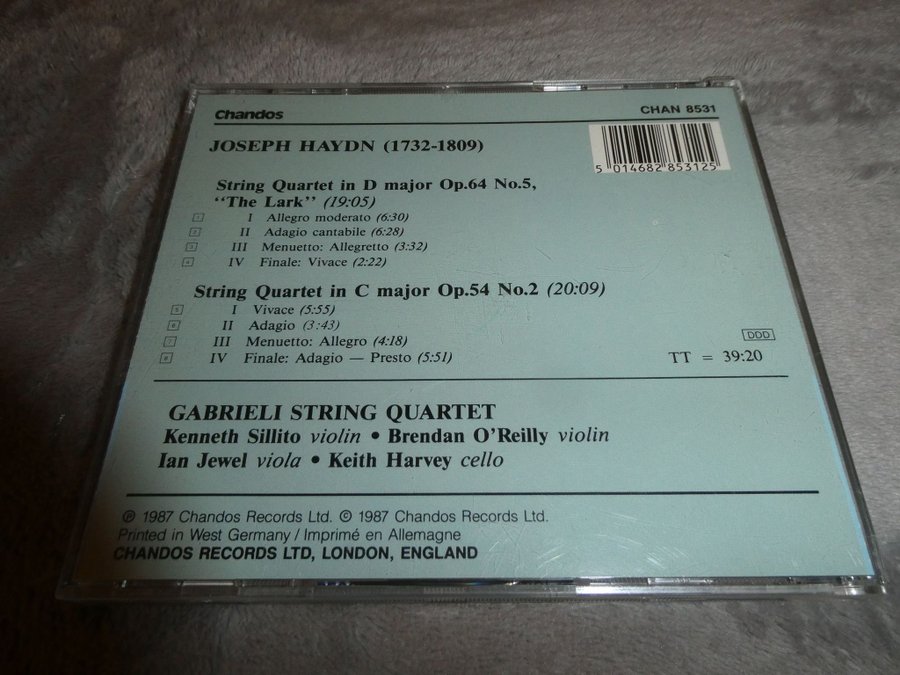 Chandos
CHAN 8531
JOSEPH HAYDN (1732-1809)
5 014682 853125
String Quartet in D major Op.64 No.5,
“The Lark” (19:05)
1 I Allegro moderato (6:30)
2 II Adagio cantabile (6:28)
3 III Menuetto: Allegretto (3:32)
4 IV Finale: Vivace (2:22)
String Quartet in C major Op.54 No.2 (20:09)
5 I Vivace (5:55)
6 II Adagio (3:43)
7 III Menuetto: Allegro (4:18)
8 IV Finale: Adagio — Presto (5:51)
DDD
TT = 39:20
GABRIELI STRING QUARTET
Kenneth Sillito violin • Brendan O’Reilly violin
Ian Jewel viola • Keith Harvey cello
℗ 1987 Chandos Records Ltd. © 1987 Chandos Records Ltd.
Printed in West Germany / Imprimé en Allemagne
CHANDOS RECORDS LTD, LONDON, ENGLAND